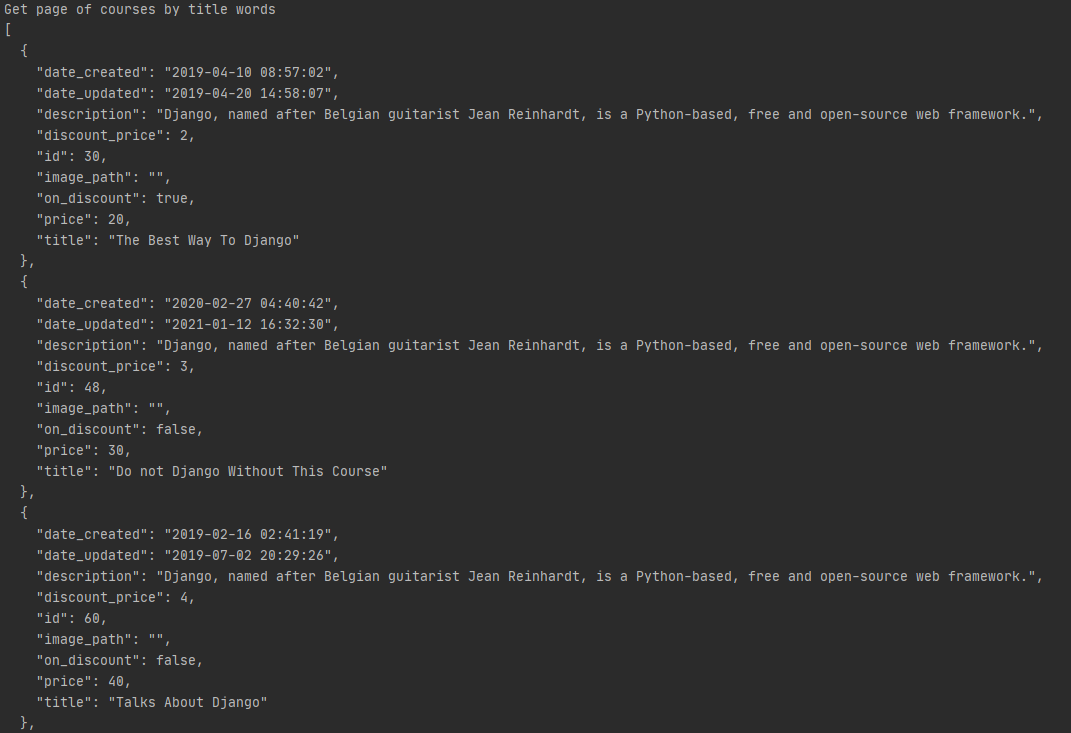 Get page of courses by title words
[
  {
    "date_created": "2019-04-10 08:57:02",
    "date_updated": "2019-04-20 14:58:07",
    "description": "Django, named after Belgian guitarist Jean Reinhardt, is a Python-based, free and open-source web framework.",
    "discount_price": 2,
    "id": 30,
    "image_path": "",
    "on_discount": true,
    "price": 20,
    "title": "The Best Way To Django"
  },
  {
    "date_created": "2020-02-27 04:40:42",
    "date_updated": "2021-01-12 16:32:30",
    "description": "Django, named after Belgian guitarist Jean Reinhardt, is a Python-based, free and open-source web framework.",
    "discount_price": 3,
    "id": 48,
    "image_path": "",
    "on_discount": false,
    "price": 30,
    "title": "Do not Django Without This Course"
  },
  {
    "date_created": "2019-02-16 02:41:19",
    "date_updated": "2019-07-02 20:29:26",
    "description": "Django, named after Belgian guitarist Jean Reinhardt, is a Python-based, free and open-source web framework.",
    "discount_price": 4,
    "id": 60,
    "image_path": "",
    "on_discount": false,
    "price": 40,
    "title": "Talks About Django"
  },